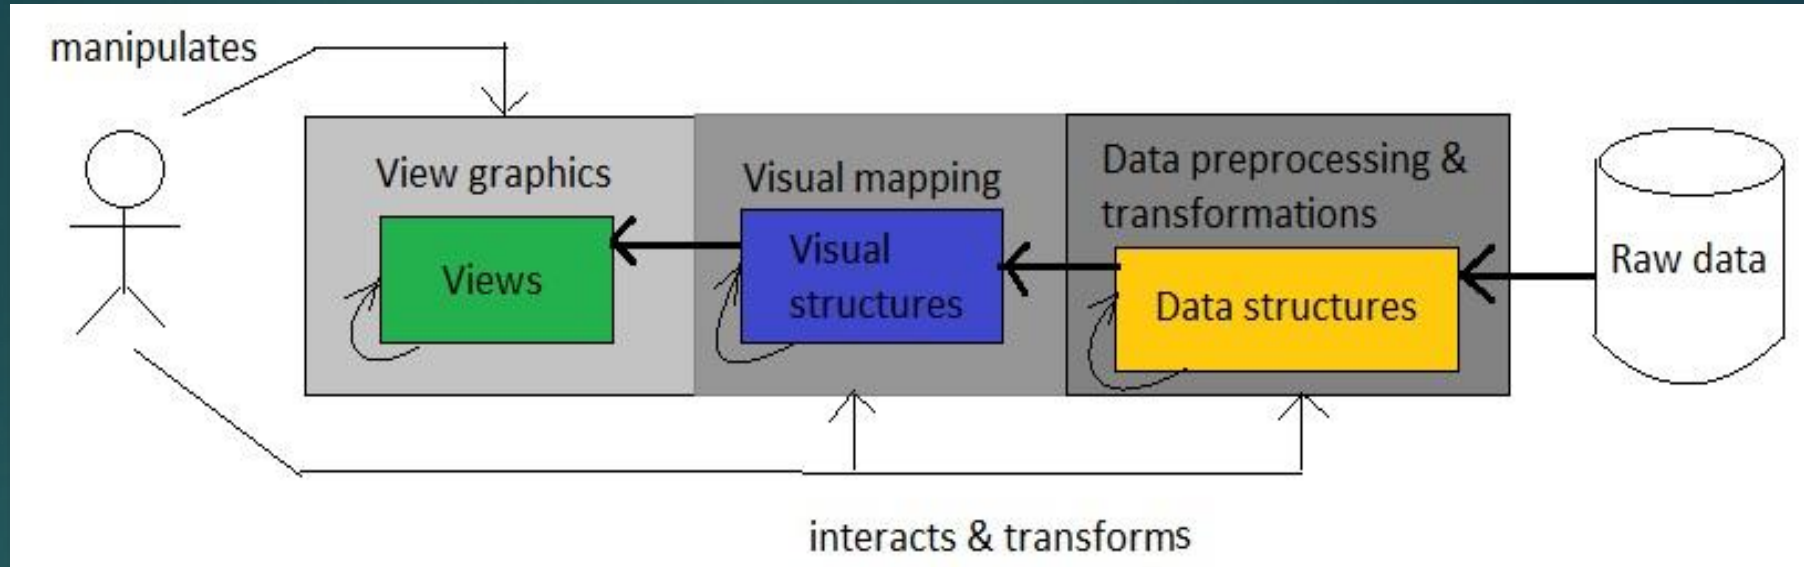 manipulates
View graphics
Views
Visual mapping
Visual
structures
Data preprocessing &
transformations
Data structures
Raw data
interacts & transforms